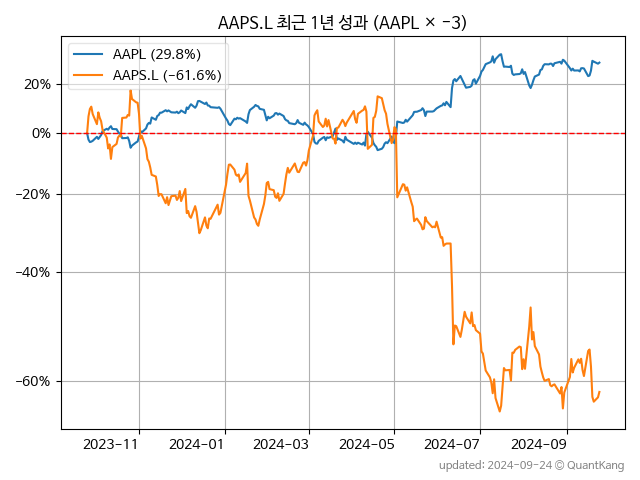 AAPS.L 최근 1년 성과 (AAPL × −3)
AAPL (29.8%)
AAPS.L (−61.6%)
20%
0%
−20%
−40%
−60%
2023−11
2024−01
2024−03
2024−05
2024−07
2024−09
updated: 2024−09−24 @ QuantKang